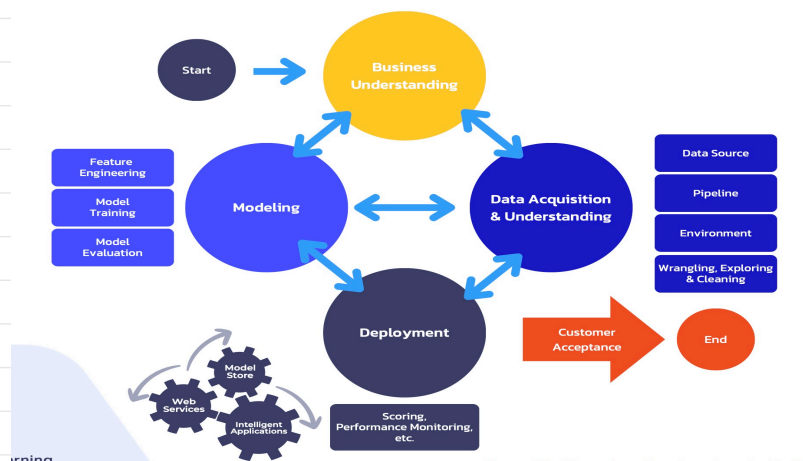 Start
Business
Understanding
Feature
Engineering
Model
Training
Model
Evaluation
Modeling
Data Acquisition
& Understanding
Data Source
Pipeline
Environment
Wrangling, Exploring
& Cleaning
Deployment
Customer
Acceptance
End
Model
Store
Web
Services
Intelligent
Applications
Scoring,
Performance Monitoring,
etc.